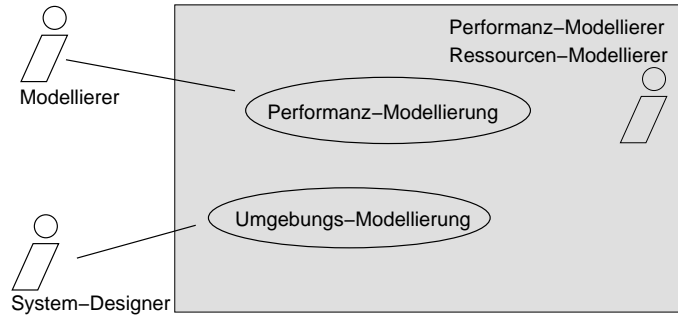 Performanz−Modellierer
Ressourcen−Modellierer
Modellierer
Performanz−Modellierung
Umgebungs−Modellierung
System−Designer